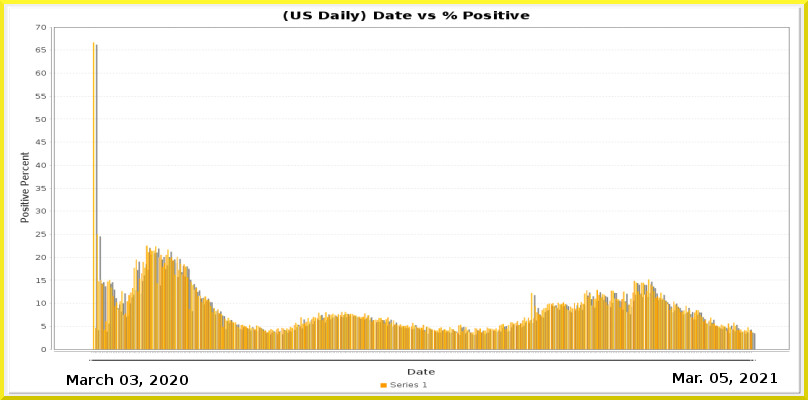 (US Daily) Date vs % Positive
70
65
60
55
50
45
40
35
30
25
20
15
10
5
0
Positive Percent
Date
March 03, 2020
Mar. 05, 2021
Series 1